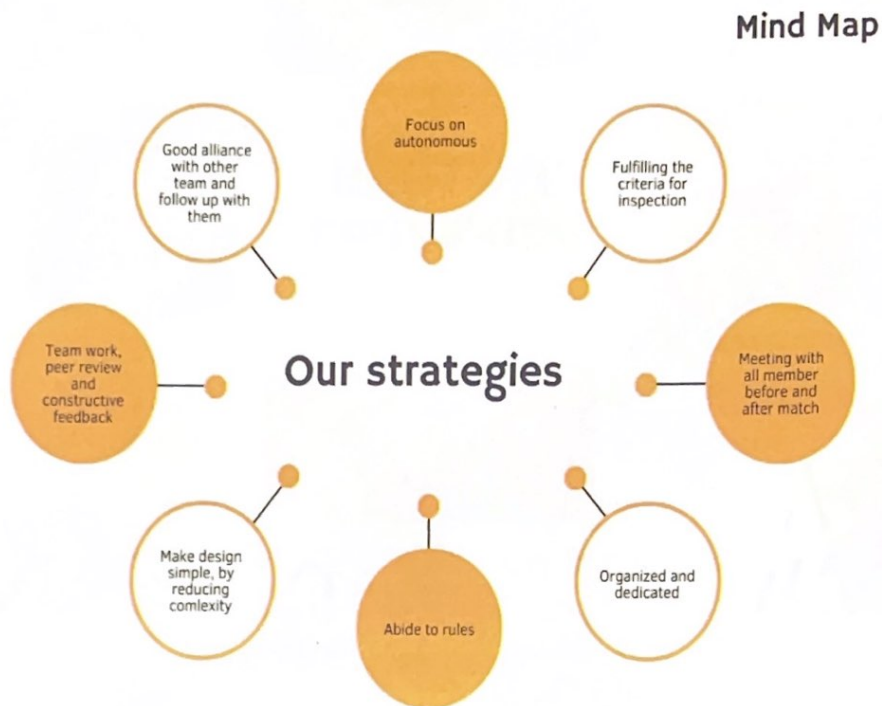 Mind Map
Focus on
autonomous
Good alliance
with other
team and
follow up with
them
Fulfilling the
criteria for
inspection
Team work,
peer review
and
constructive
feedback
Our strategies
Meeting with
all member
before and
after match
Make design
simple, by
reducing
comlexity
Abide to rules
Organized and
dedicated